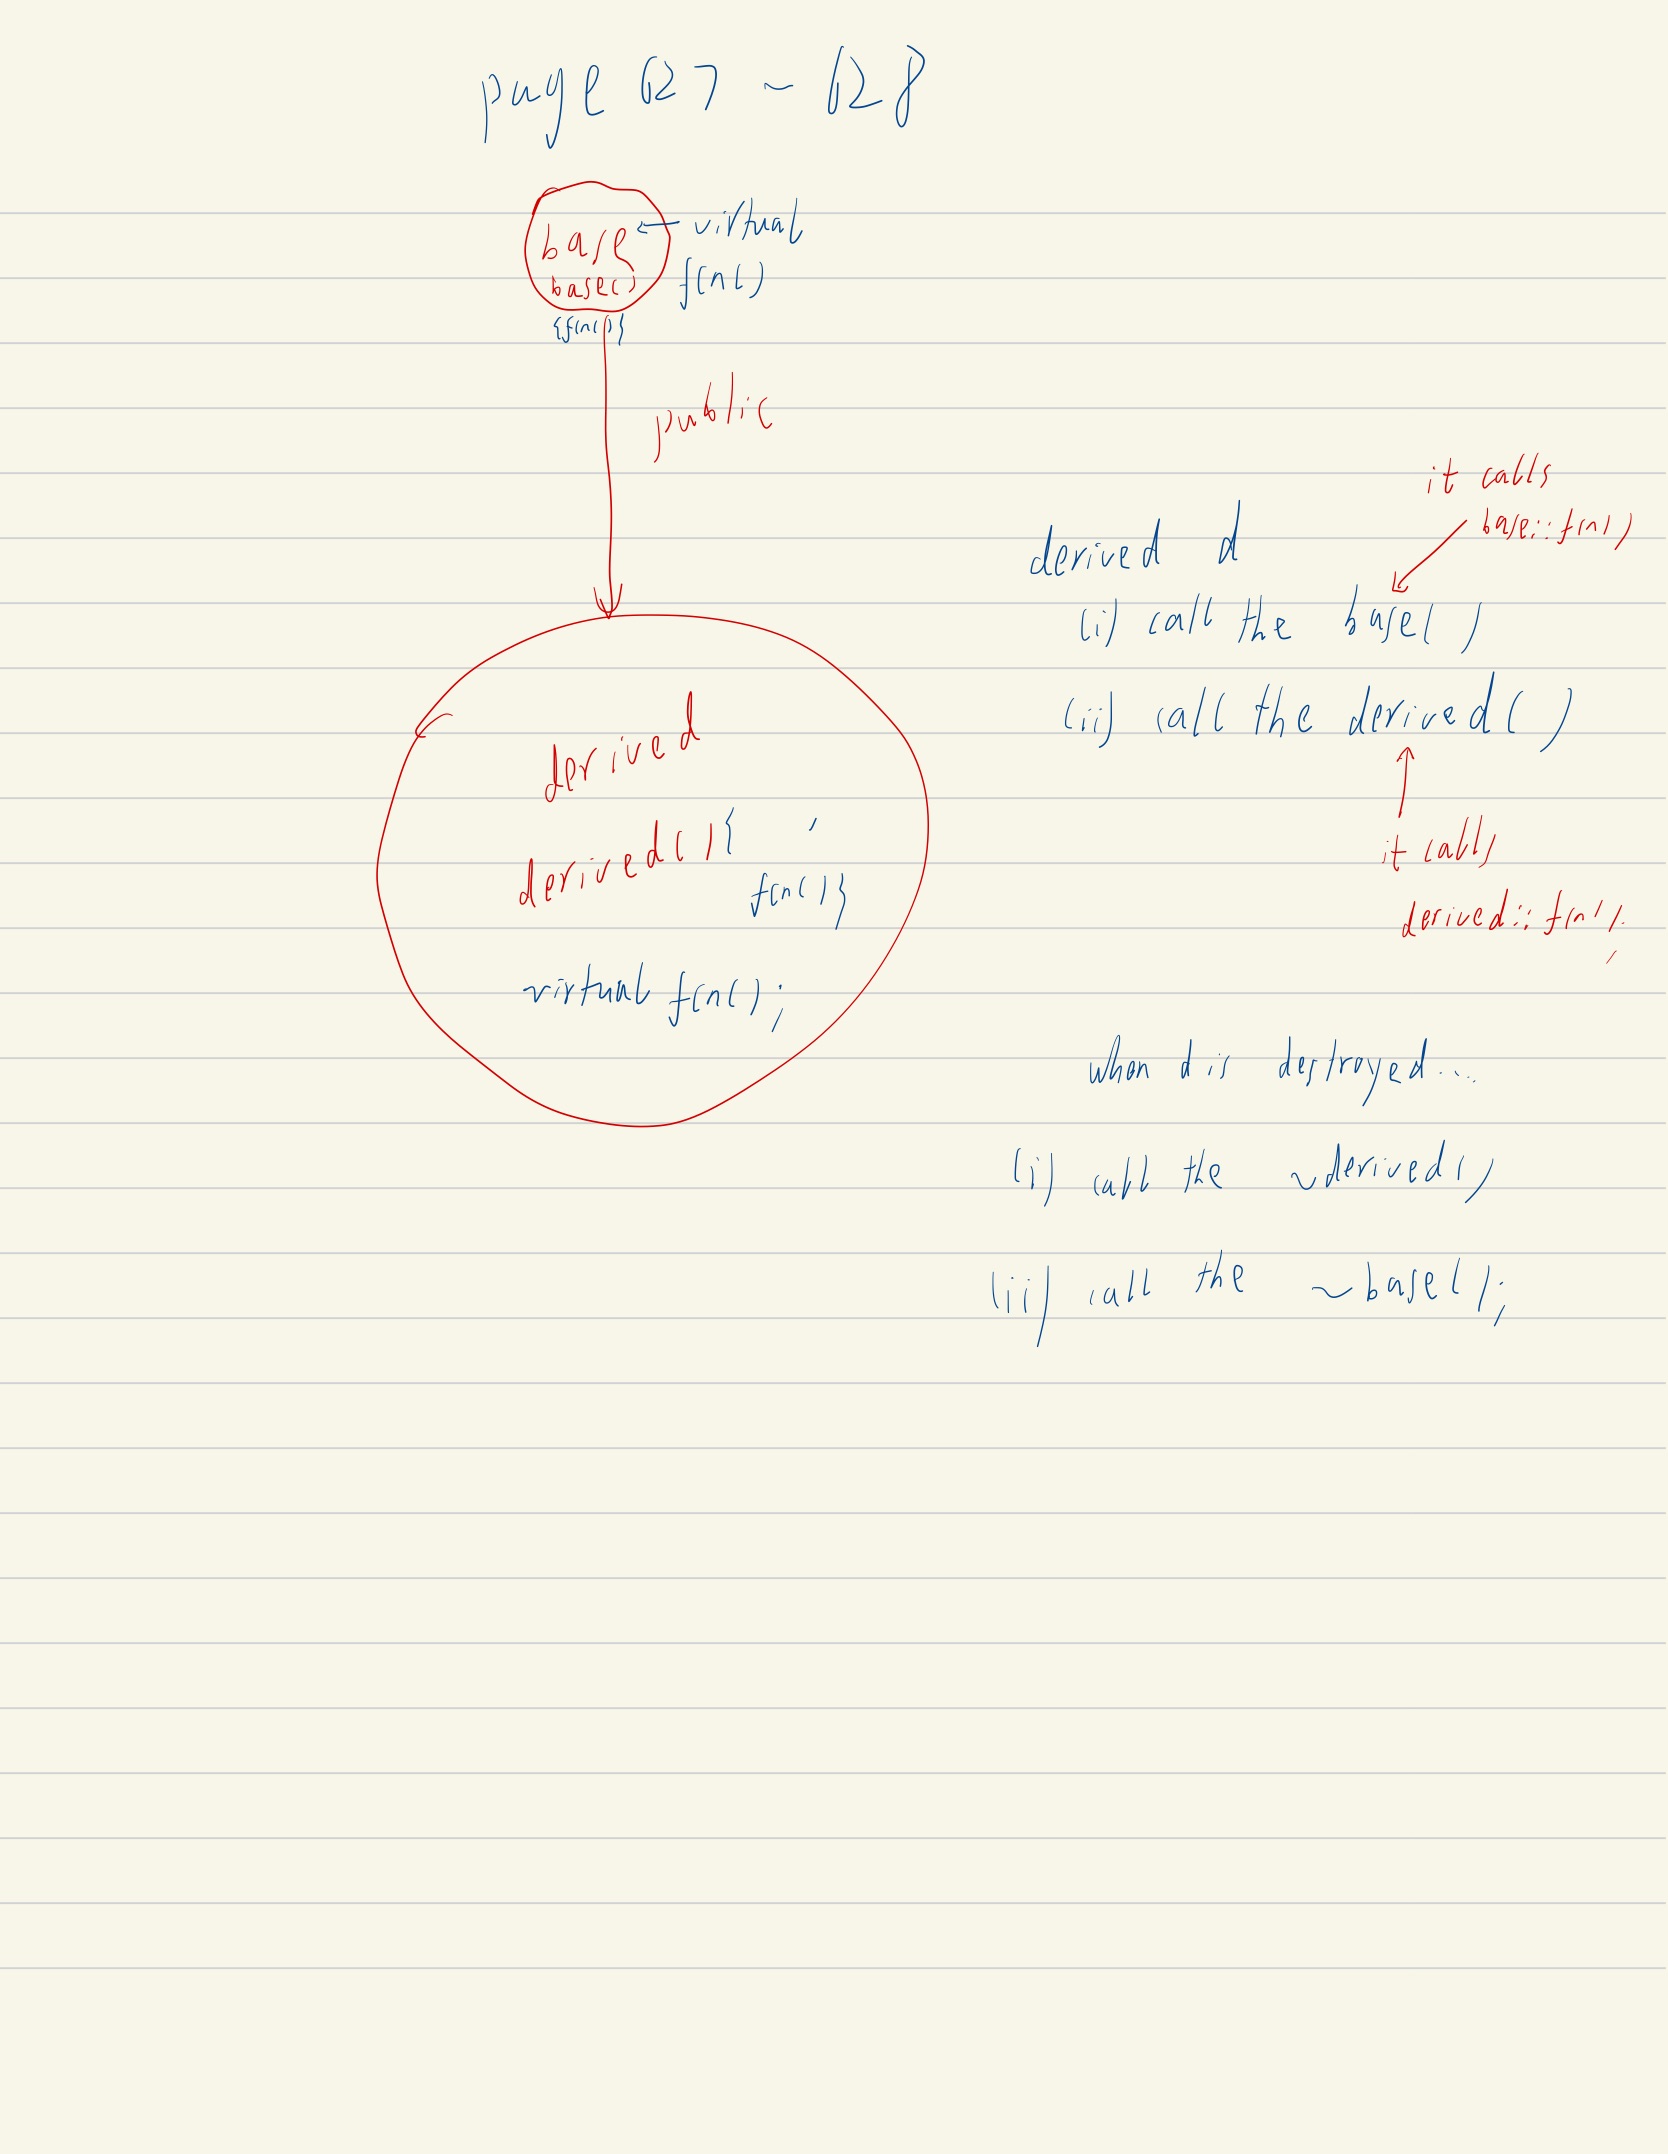 page 627 ~ 628
base ← virtual
base() fcn()
{fcn()}
public
derived
derived(){
fcn()}
virtual fcn();
it calls
base::fcn()
derived d
(i) call the base()
(ii) call the derived()
it calls
derived::fcn();
when d is destroyed...
(i) call the ~derived()
(ii) call the ~base();